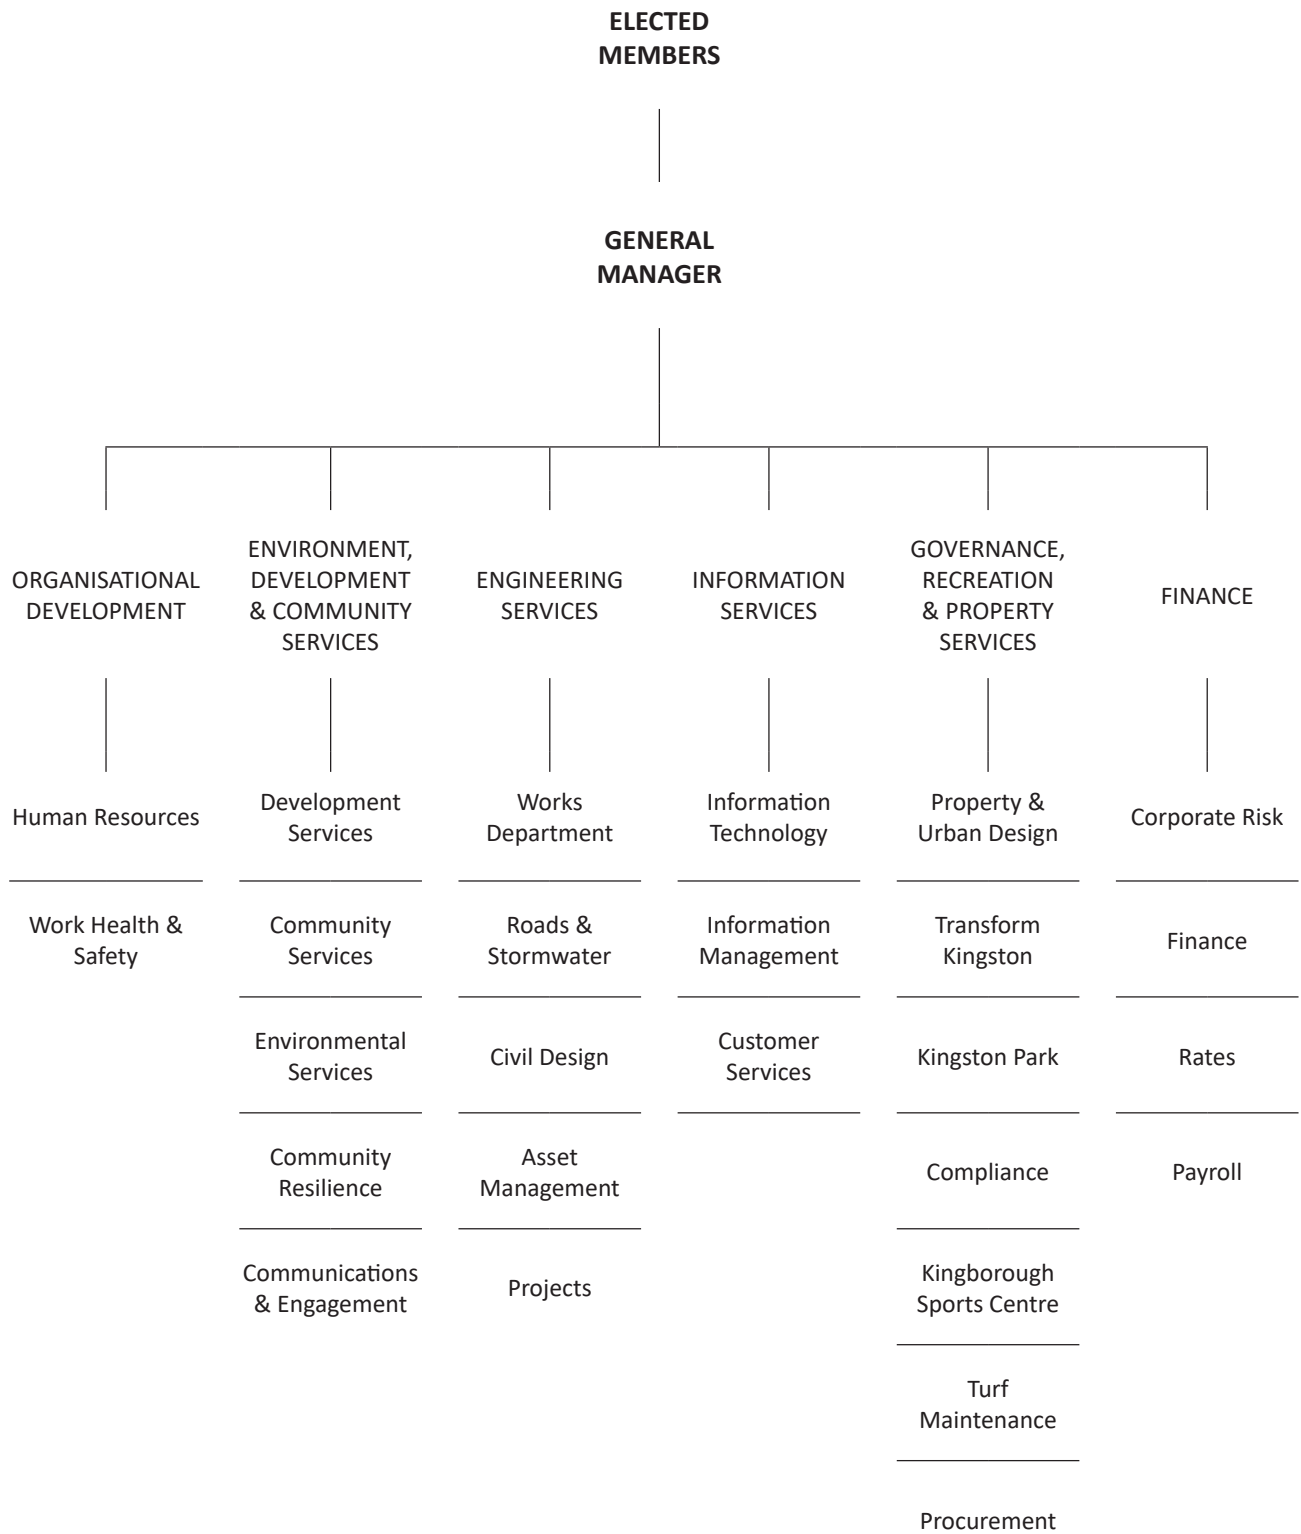 ELECTED
MEMBERS
GENERAL
MANAGER
ORGANISATIONAL
DEVELOPMENT
ENVIRONMENT,
DEVELOPMENT
& COMMUNITY
SERVICES
ENGINEERING
SERVICES
INFORMATION
SERVICES
GOVERNANCE,
RECREATION
& PROPERTY
SERVICES
FINANCE
Human Resources
Work Health &
Safety
Development
Services
Community
Services
Environmental
Services
Community
Resilience
Communications
& Engagement
Works
Department
Roads &
Stormwater
Civil Design
Asset
Management
Projects
Information
Technology
Information
Management
Customer
Services
Property &
Urban Design
Transform
Kingston
Kingston Park
Compliance
Kingborough
Sports Centre
Turf
Maintenance
Procurement
Corporate Risk
Finance
Rates
Payroll